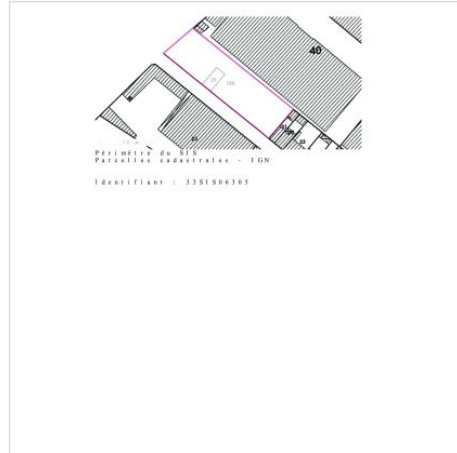 40
Périmètre du SIS
Parcelles cadastrales - IGN
Identifiant : 33SIS06305